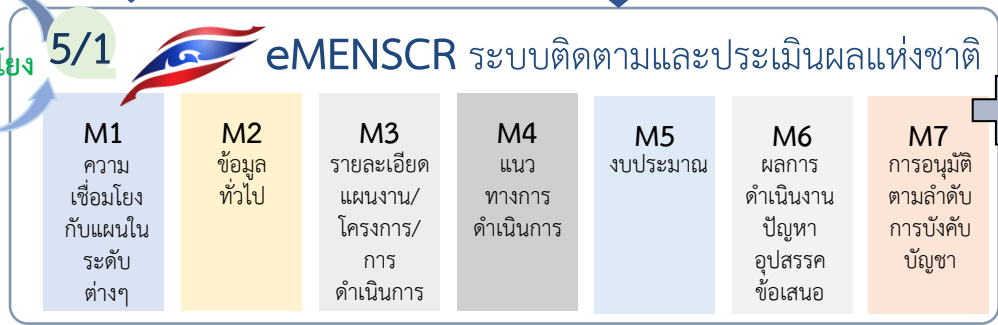 5/1
eMENSCR ระบบติดตามและประเมินผลแห่งชาติ
M1
ความ
เชื่อมโยง
กับแผนใน
ระดับ
ต่างๆ
M2
ข้อมูล
ทั่วไป
M3
รายละเอียด
แผนงาน/
โครงการ/
การ
ดำเนินการ
M4
แนว
ทางการ
ดำเนินการ
M5
งบประมาณ
M6
ผลการ
ดำเนินงาน
ปัญหา
อุปสรรค
ข้อเสนอ
M7
การอนุมัติ
ตามลำดับ
การบังคับ
บัญชา